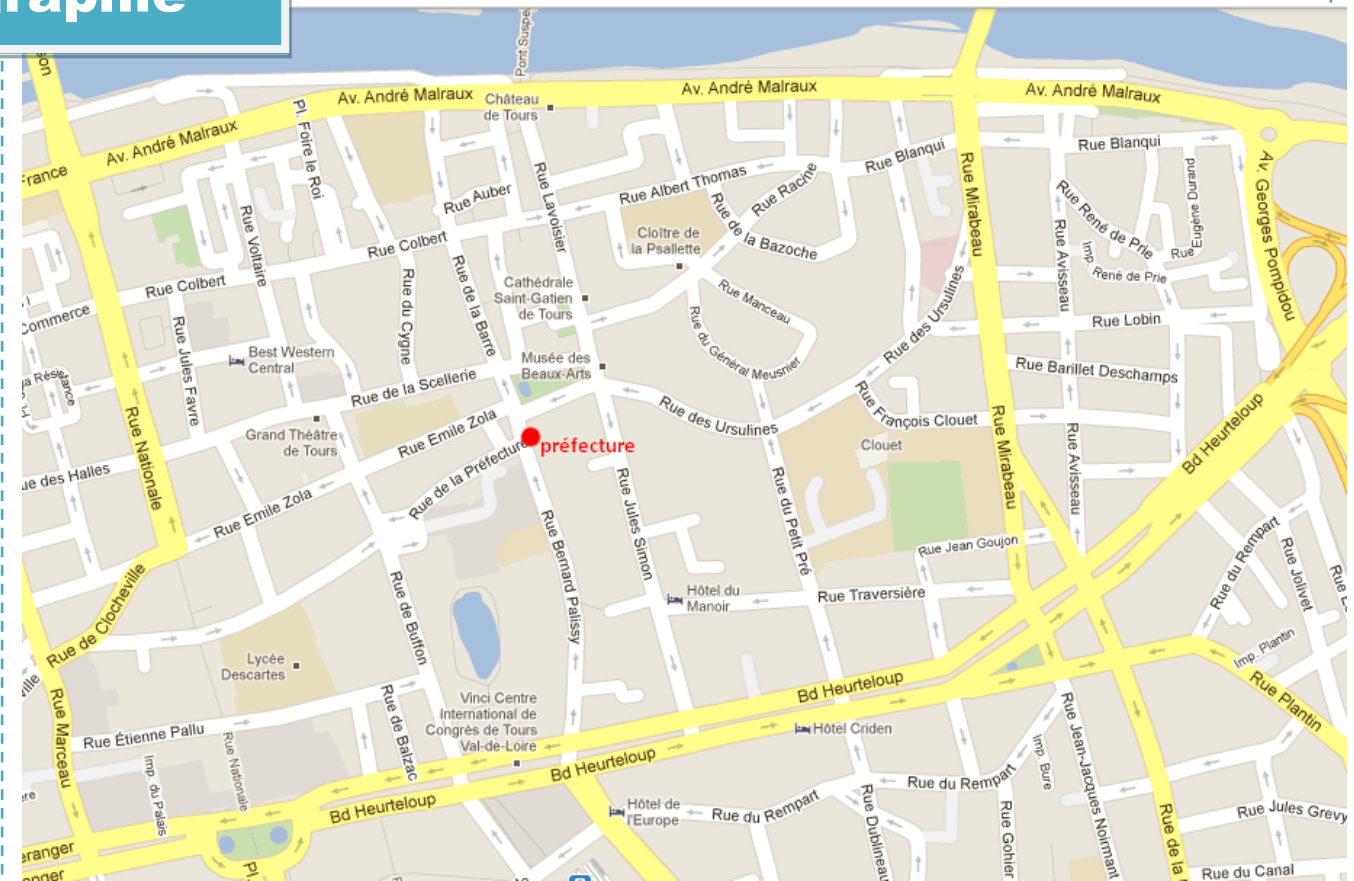 Pont Suspe
Av. André Malraux
Av. André Malraux
Av. André Malraux
Av. André Malraux
Château
de Tours
Pl. Foire le Roi
France
Rue Blanqui
Rue Blanqui
Av. Georges Pompidou
Rue Lavoisier
Rue Albert Thomas
Rue Racine
Rue Mirabeau
Rue Auber
Rue de la Bazoche
Rue René de Prie
Rue Eugène Durand
Rue Voltaire
Rue Colbert
Cloître de
la Psallette
Imp.
René de Prie
Rue Avisseau
Rue Colbert
Rue du Cygne
Rue de la Barre
Cathédrale
Saint-Gatien
de Tours
Rue Manceau
Rue des Ursulines
Rue Lobin
Commerce
Rue Jules Favre
Best Western
Central
Musée des
Beaux-Arts
Rue du Général Meusnier
Rue Barillet Deschamps
Rue de la Scellerie
Rue des Ursulines
Rue François Clouet
Rue Nationale
Grand Théâtre
de Tours
Rue Emile Zola
préfecture
Clouet
Rue Mirabeau
Rue Avisseau
Bd Heurteloup
ue des Halles
Rue de la Préfecture
Rue Emile Zola
Rue Bernard Palissy
Rue Jules Simon
Rue du Petit Pré
Rue Jean Goujon
Rue du Rempart
Rue Jolivet
Rue de Clocheville
Rue de Buffon
Hôtel du
Manoir
Rue Traversière
Lycée
Descartes
Imp. Plantin
Rue Plantin
Rue Marceau
Rue Étienne Pallu
Rue de Balzac
Vinci Centre
International de
Congrès de Tours
Val-de-Loire
Bd Heurteloup
Hôtel Criden
Rue Nationale
Imp. du Palais
Bd Heurteloup
Bd Heurteloup
Hôtel de
l'Europe
Rue du Rempart
Rue du Rempart
Imp. Bure
Rue Jean-Jacques Noirmant
Rue Dublineau
Rue Gohier
Rue Jules Grevy
Rue de la
Rue du Canal
éranger
Pl.